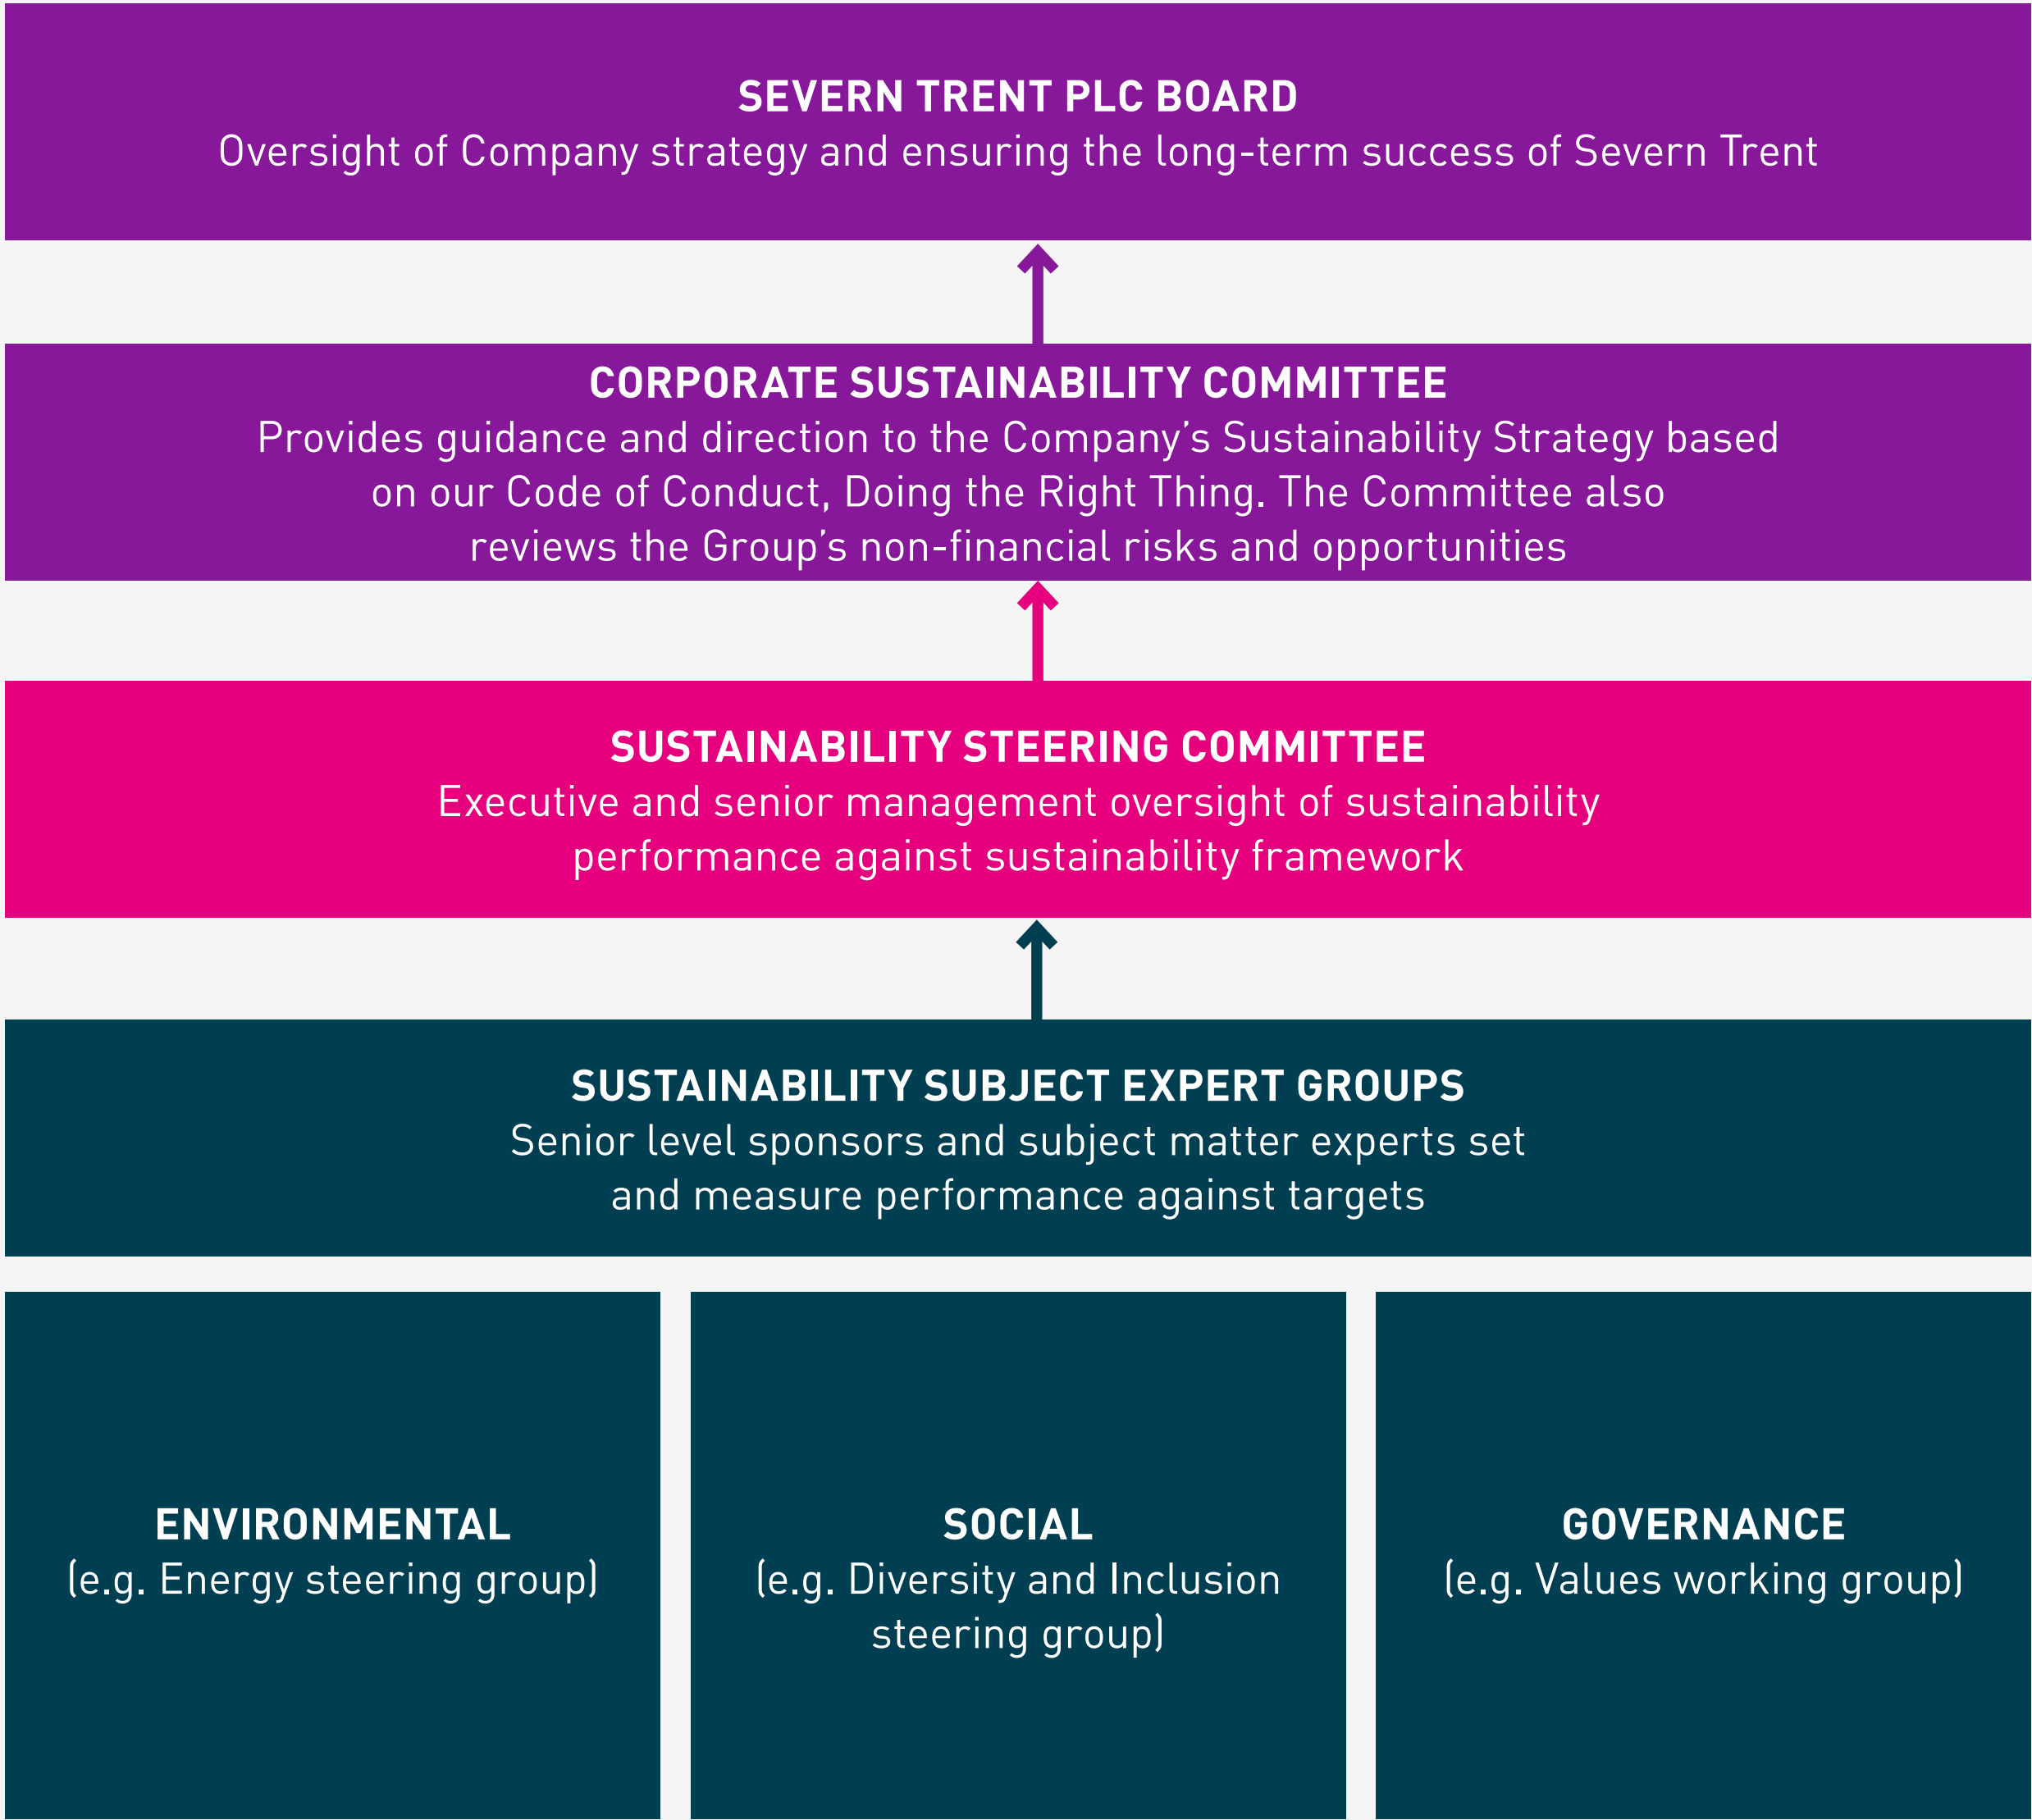 SEVERN TRENT PLC BOARD
Oversight of Company strategy and ensuring the long-term success of Severn Trent
CORPORATE SUSTAINABILITY COMMITTEE
Provides guidance and direction to the Company’s Sustainability Strategy based
on our Code of Conduct, Doing the Right Thing. The Committee also
reviews the Group’s non-financial risks and opportunities
SUSTAINABILITY STEERING COMMITTEE
Executive and senior management oversight of sustainability
performance against sustainability framework
SUSTAINABILITY SUBJECT EXPERT GROUPS
Senior level sponsors and subject matter experts set
and measure performance against targets
ENVIRONMENTAL
(e.g. Energy steering group)
SOCIAL
(e.g. Diversity and Inclusion
steering group)
GOVERNANCE
(e.g. Values working group)